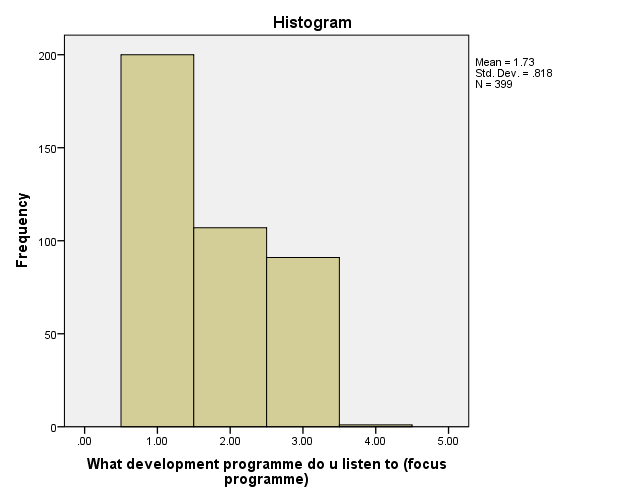 Histogram
Mean = 1.73
Std. Dev. = .818
N = 399
Frequency
200
150
100
50
0
.00 1.00 2.00 3.00 4.00 5.00
What development programme do u listen to (focus
programme)